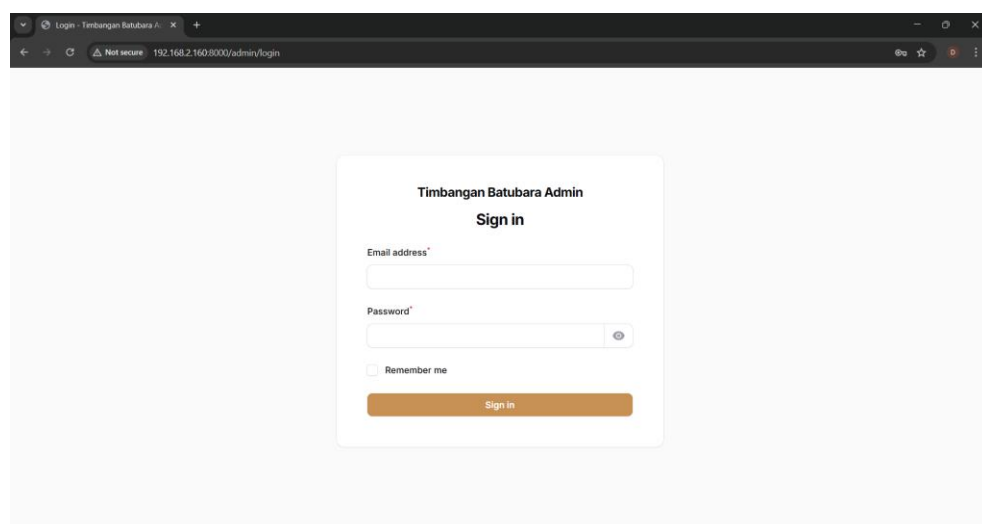 Login - Timbangan Batubara A
Not secure 192.168.2.160:8000/admin/login
D
Timbangan Batubara Admin
Sign in
Email address*
Password*
Remember me
Sign in